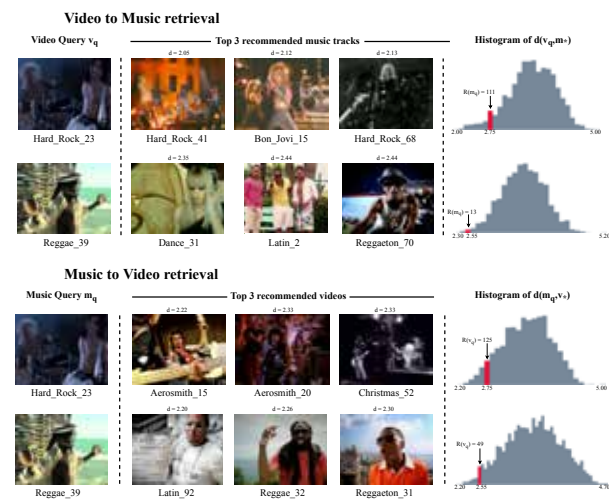 Video to Music retrieval
Video Query vq Top 3 recommended music tracks Histogram of d(vq,m*)
d = 2.05 d = 2.12 d = 2.13
R(mq) = 111
2.00 2.75 5.00
Hard_Rock_23 Hard_Rock_41 Bon_Jovi_15 Hard_Rock_68
d = 2.35 d = 2.44 d = 2.44
R(mq) = 13
2.30 2.55 5.20
Reggae_39 Dance_31 Latin_2 Reggaeton_70
Music to Video retrieval
Music Query mq Top 3 recommended videos Histogram of d(mq,v*)
d = 2.22 d = 2.33 d = 2.33
R(vq) = 125
2.20 2.75 5.00
Hard_Rock_23 Aerosmith_15 Aerosmith_20 Christmas_52
d = 2.20 d = 2.26 d = 2.30
R(vq) = 49
2.20 2.55 4.70
Reggae_39 Latin_92 Reggae_32 Reggaeton_31